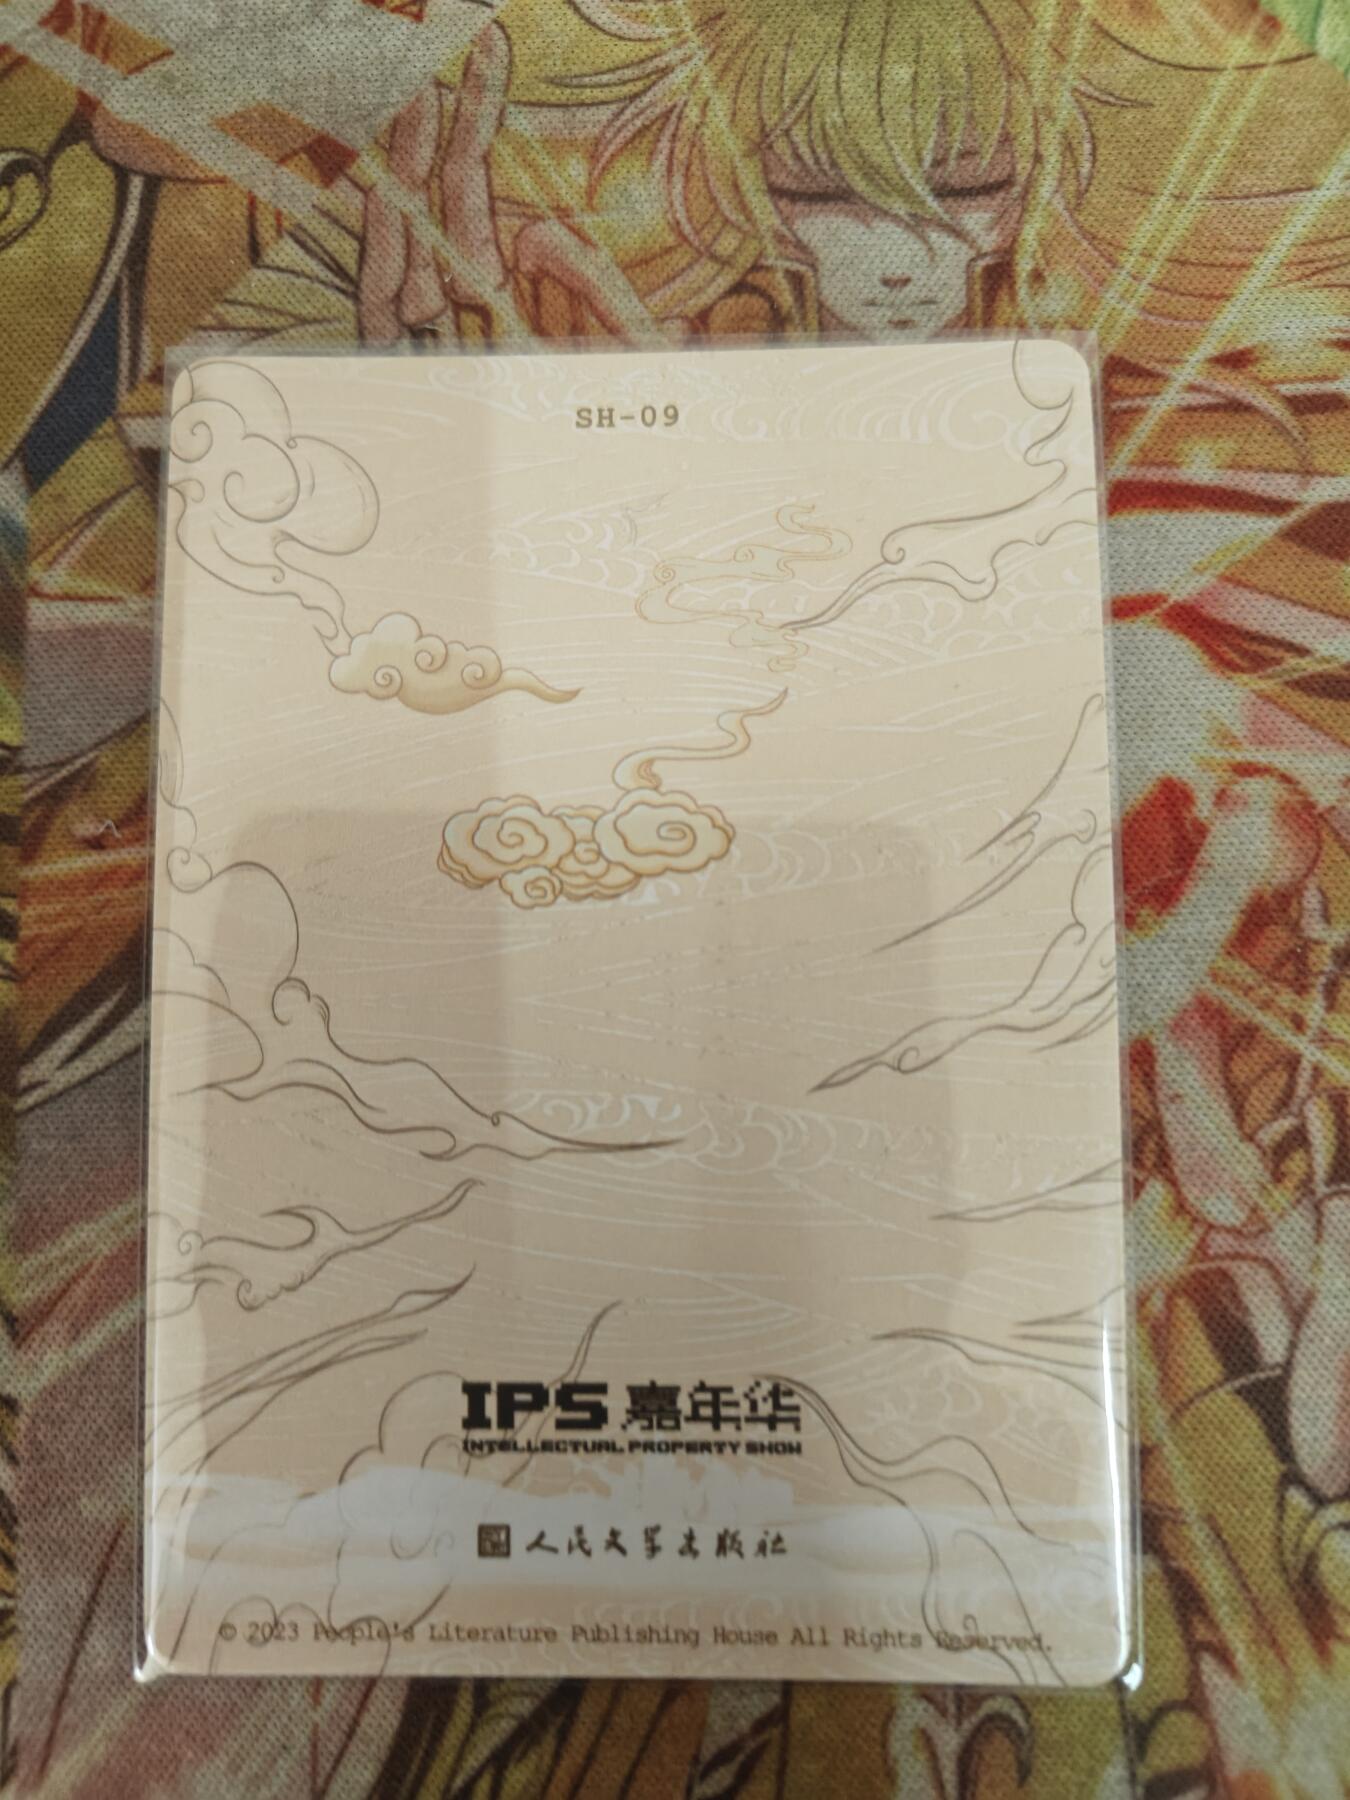 SH-09
IPS 嘉年华
INTELLECTUAL PROPERTY SHOW
人民文学出版社
© 2023 People's Literature Publishing House All Rights Reserved.